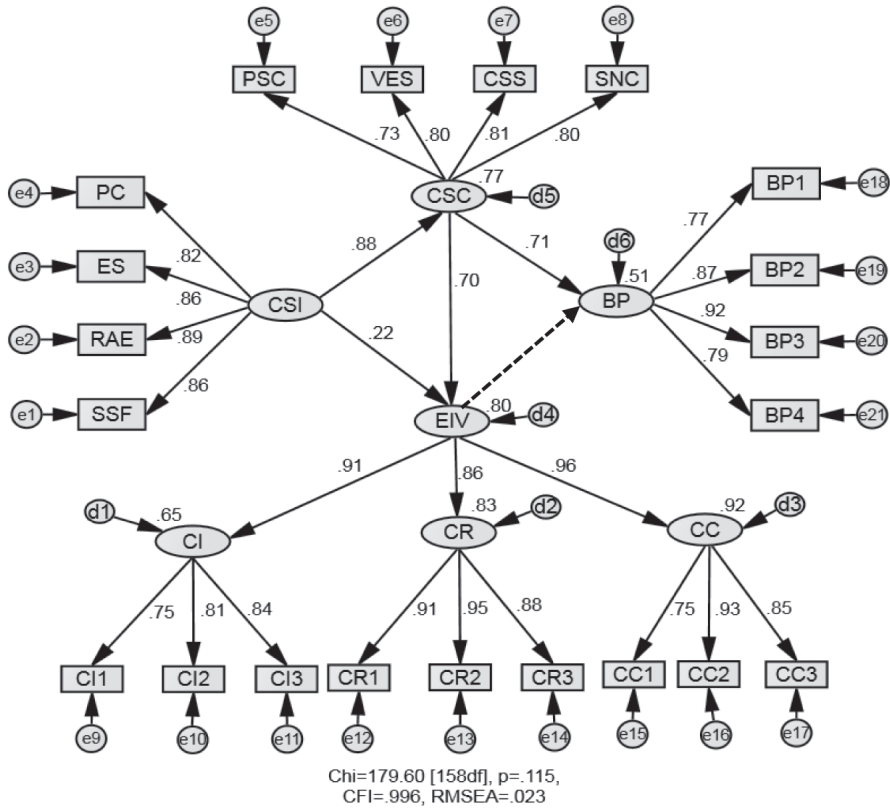 e5 e6 e7 e8
PSC VES CSS SNC
.73 .80 .81 .80
.77
CSC d5
e4 PC
e3 ES
e2 RAE
e1 SSF
.82
.86
.89
.86
CSI
.88
.22
.70
.71
d6
.51
BP
.77
.87
.92
.79
BP1 e18
BP2 e19
BP3 e20
BP4 e21
.80
EIV d4
.91 .86 .96
d1 .65
CI
.83 d2
CR
.92 d3
CC
.75 .81 .84
.91 .95 .88
.75 .93 .85
CI1 CI2 CI3 CR1 CR2 CR3 CC1 CC2 CC3
e9 e10 e11 e12 e13 e14 e15 e16 e17
Chi=179.60 [158df], p=.115,
CFI=.996, RMSEA=.023